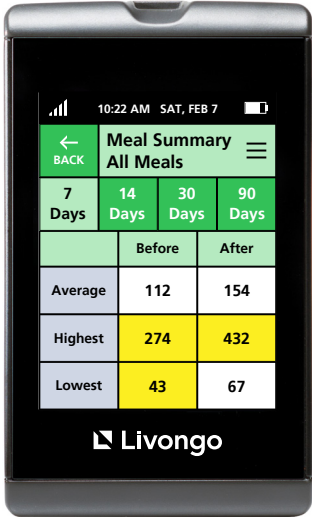 10:22 AM SAT, FEB 7
BACK
Meal Summary
All Meals
7
Days
14
Days
30
Days
90
Days
Before After
Average 112 154
Highest 274 432
Lowest 43 67
Livongo